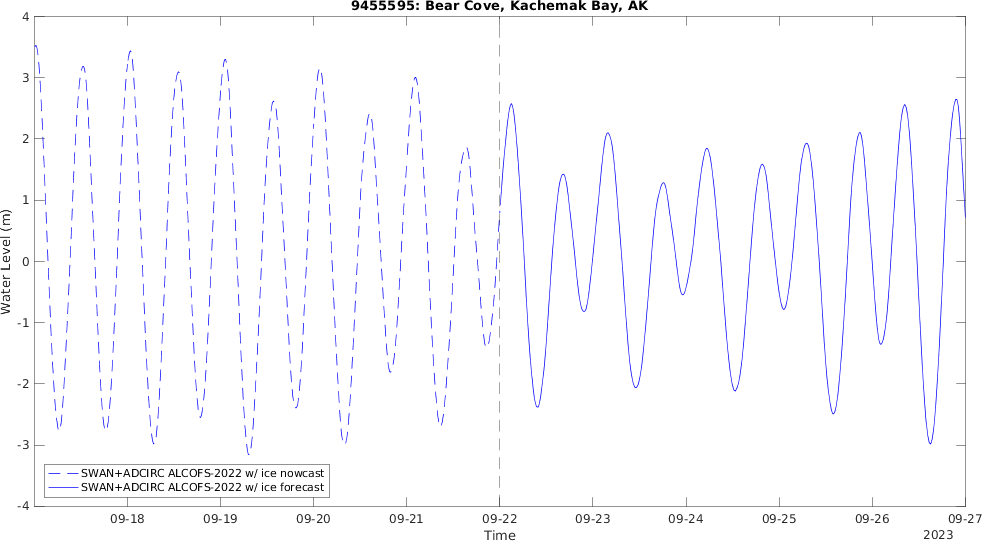 9455595: Bear Cove, Kachemak Bay, AK
4
3
2
1
0
-1
-2
-3
-4
Water Level (m)
SWAN+ADCIRC ALCOFS-2022 w/ ice nowcast
SWAN+ADCIRC ALCOFS-2022 w/ ice forecast
09-18 09-19 09-20 09-21 09-22 09-23 09-24 09-25 09-26 09-27
Time
2023